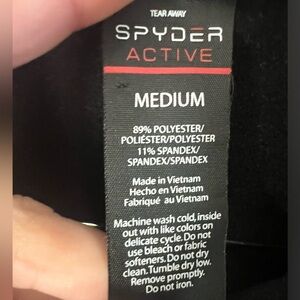 TEAR AWAY
SPYDER
ACTIVE
MEDIUM
89% POLYESTER/
POLIÉSTER/POLYESTER
11% SPANDEX/
SPANDEX/SPANDEX
Made in Vietnam
Hecho en Vietnam
Fabriqué au Vietnam
Machine wash cold, inside
out with like colors on
delicate cycle. Do not
use bleach or fabric
softeners. Do not dry
clean. Tumble dry low.
Remove promptly.
Do not iron.